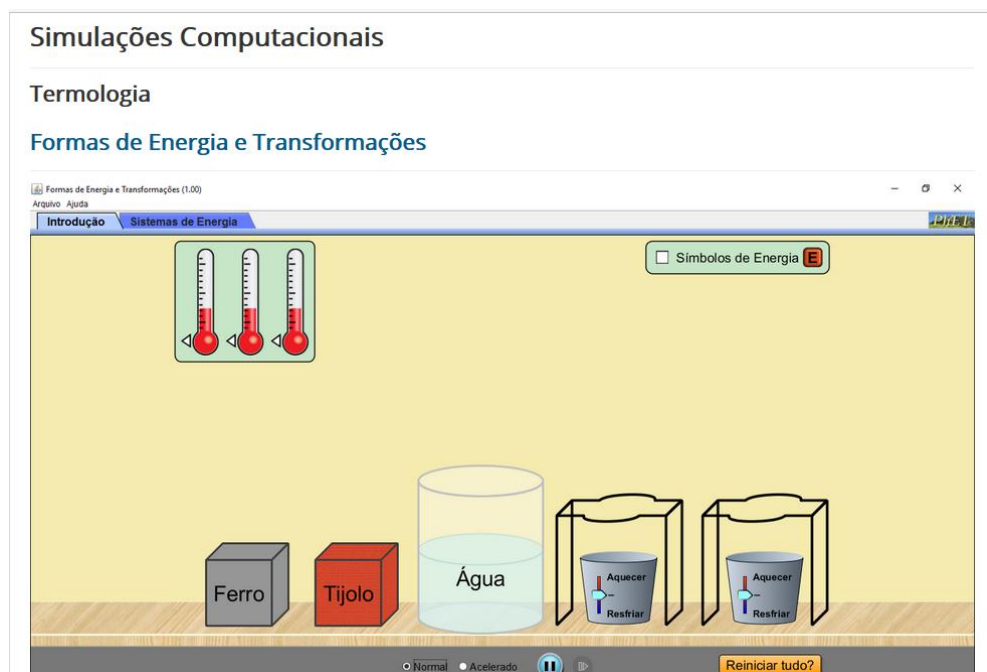 Simulações Computacionais
Termologia
Formas de Energia e Transformações
Formas de Energia e Transformações (1.00)
Arquivo Ajuda
Introdução Sistemas de Energia
Símbolos de Energia E
Ferro
Tijolo
Água
Aquecer
Resfriar
Aquecer
Resfriar
Normal Acelerado Reiniciar tudo?